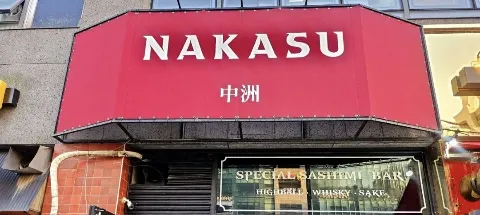 NAKASU
中洲
SPECIAL SASHIMI BAR
HIGHBALL · WHISKY · SAKE